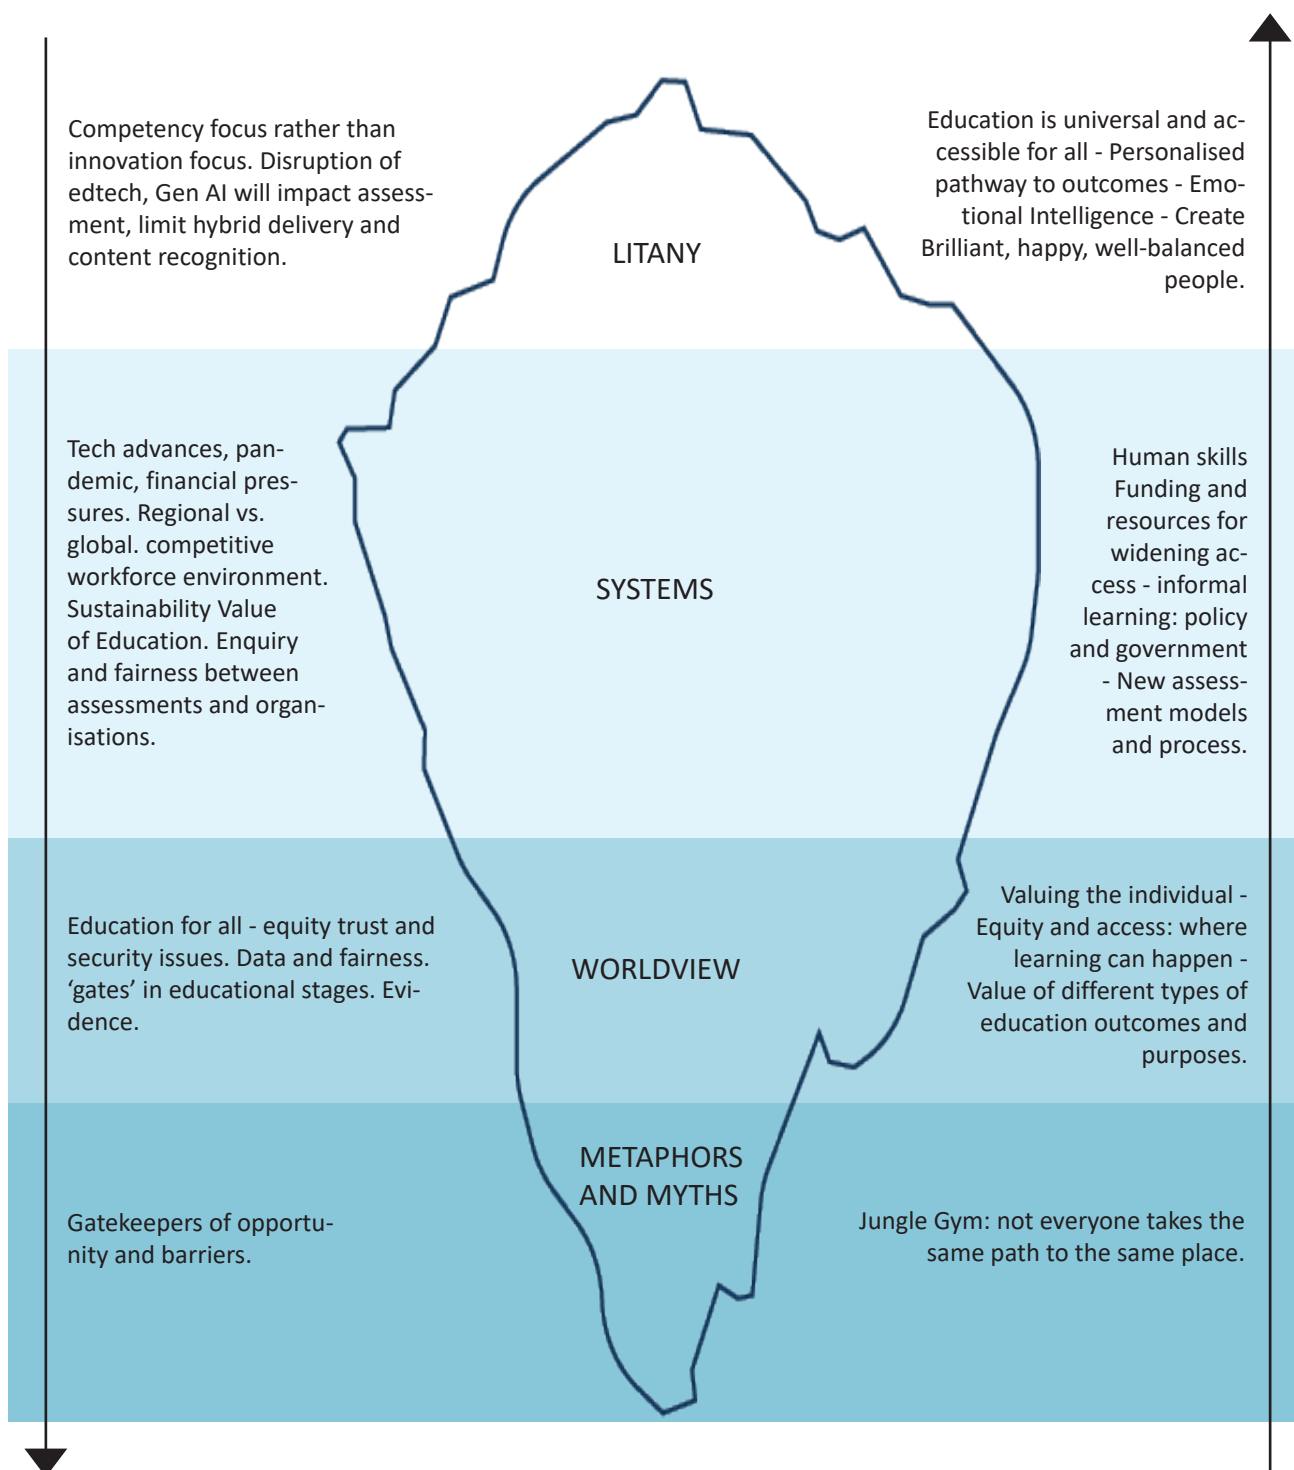 Competency focus rather than
innovation focus. Disruption of
edtech, Gen AI will impact assess-
ment, limit hybrid delivery and
content recognition.
LITANY
Education is universal and ac-
cessible for all - Personalised
pathway to outcomes - Emo-
tional Intelligence - Create
Brilliant, happy, well-balanced
people.
Tech advances, pan-
demic, financial pres-
sures. Regional vs.
global. competitive
workforce environment.
Sustainability Value
of Education. Enquiry
and fairness between
assessments and organ-
isations.
SYSTEMS
Human skills
Funding and
resources for
widening ac-
cess - informal
learning: policy
and government
- New assess-
ment models
and process.
Education for all - equity trust and
security issues. Data and fairness.
‘gates’ in educational stages. Evi-
dence.
WORLDVIEW
Valuing the individual -
Equity and access: where
learning can happen -
Value of different types of
education outcomes and
purposes.
Gatekeepers of opportu-
nity and barriers.
METAPHORS
AND MYTHS
Jungle Gym: not everyone takes the
same path to the same place.